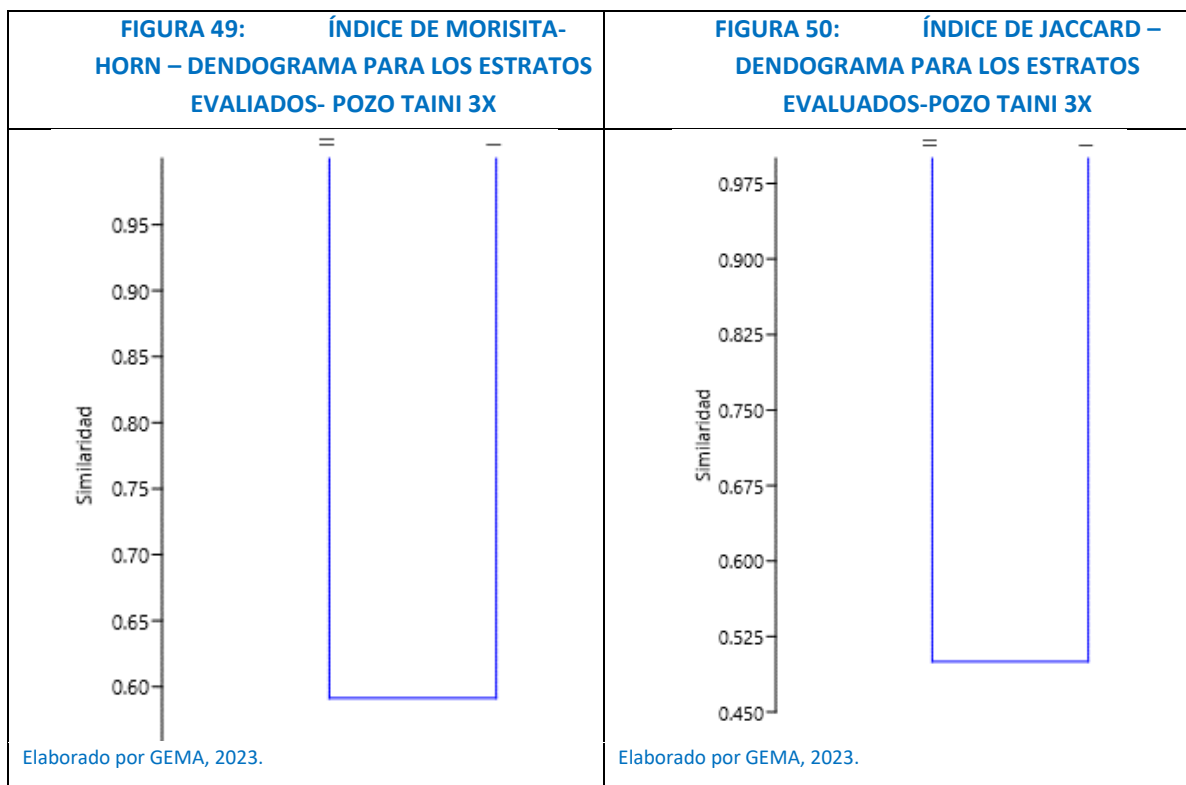 FIGURA 49: ÍNDICE DE MORISITA-
HORN – DENDOGRAMA PARA LOS ESTRATOS
EVALIADOS- POZO TAINI 3X
II
I
0.95
0.90
0.85
0.80
0.75
0.70
0.65
0.60
Similaridad
Elaborado por GEMA, 2023.
FIGURA 50: ÍNDICE DE JACCARD –
DENDOGRAMA PARA LOS ESTRATOS
EVALUADOS-POZO TAINI 3X
II
I
0.975
0.900
0.825
0.750
0.675
0.600
0.525
0.450
Similaridad
Elaborado por GEMA, 2023.